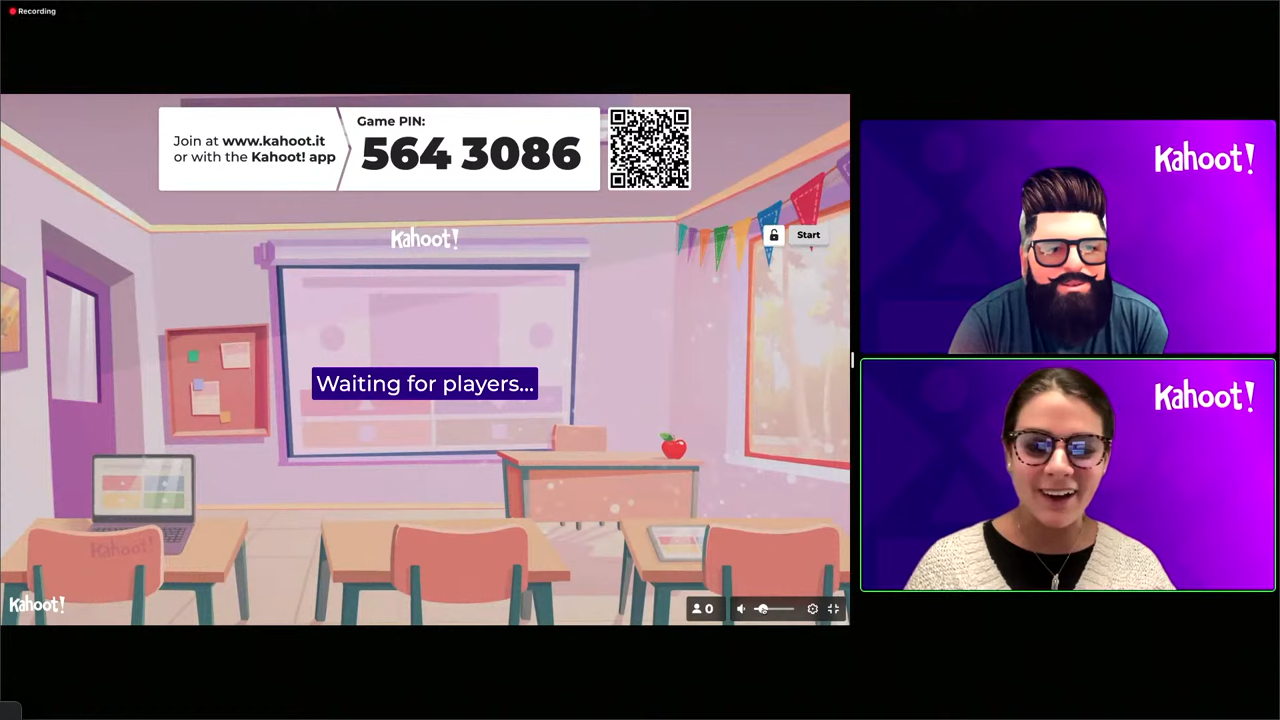 Recording
Join at www.kahoot.it
or with the Kahoot! app
Game PIN:
564 3086
Kahoot!
Start
Waiting for players...
Kahoot!
Kahoot!
0
Kahoot!
Kahoot!